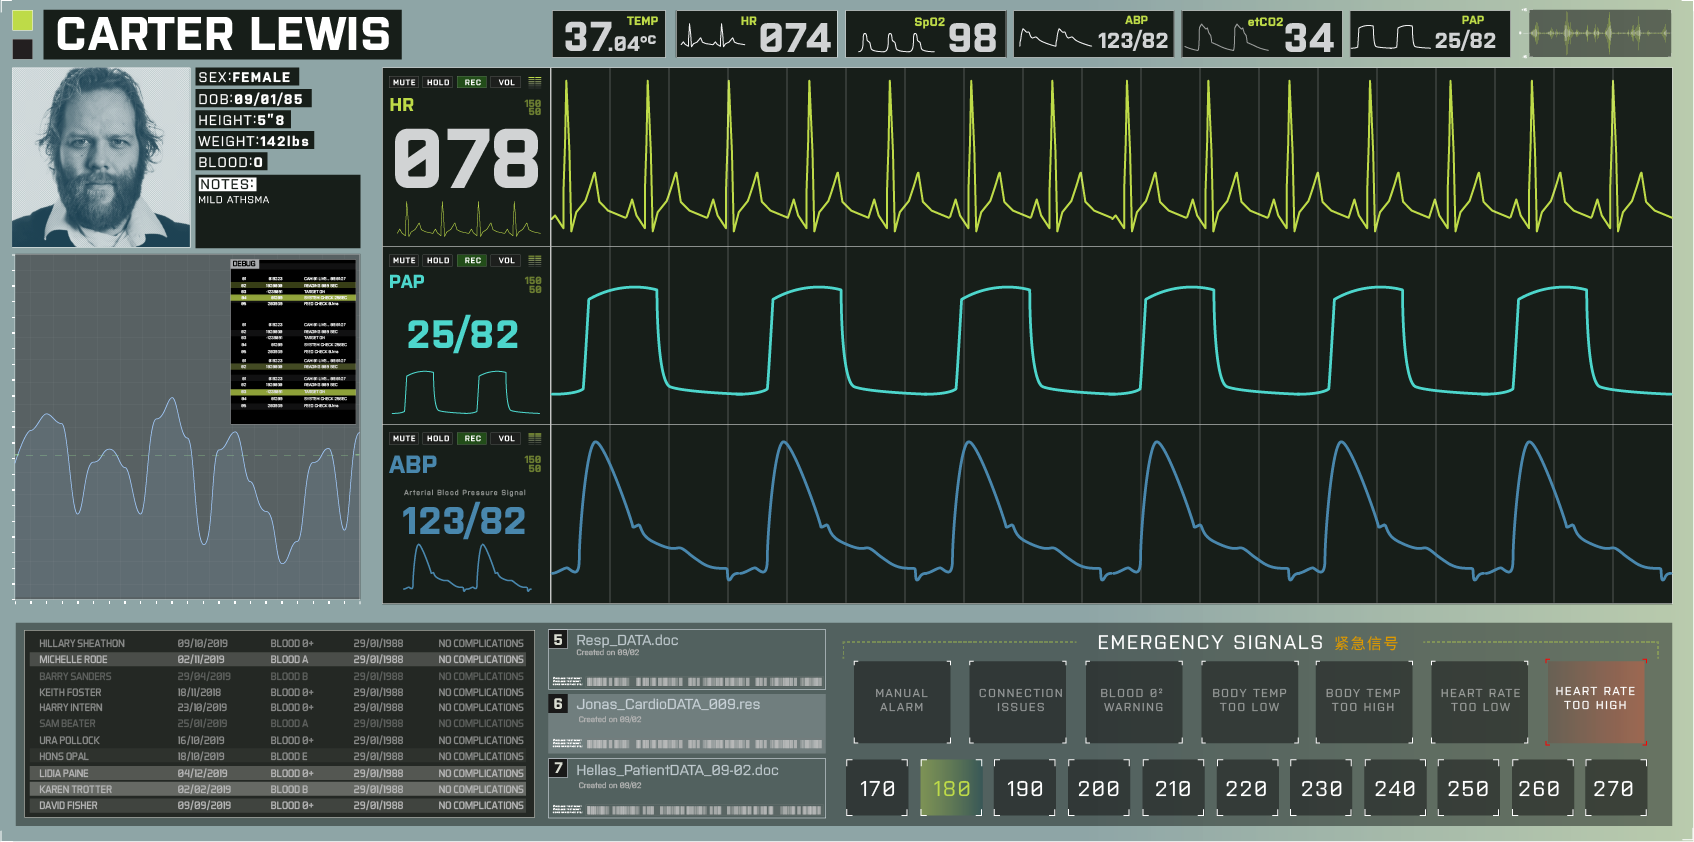 CARTER LEWIS
TEMP
37.04°C
HR
074
SpO2
98
ABP
123/82
etCO2
34
PAP
25/82
SEX:FEMALE
DOB:09/01/85
HEIGHT:5"8
WEIGHT:142lbs
BLOOD:O
NOTES:
MILD ATHSMA
DEBUG
MUTE HOLD REC VOL
HR
150
50
078
MUTE HOLD REC VOL
PAP
150
50
25/82
MUTE HOLD REC VOL
ABP
150
50
Arterial Blood Pressure Signal
123/82
HILLARY SHEATHON 09/10/2019 BLOOD 0+ 29/01/1988 NO COMPLICATIONS
MICHELLE RODE 02/11/2019 BLOOD A 29/01/1988 NO COMPLICATIONS
BARRY SANDERS 29/04/2019 BLOOD B 29/01/1988 NO COMPLICATIONS
KEITH FOSTER 18/11/2018 BLOOD 0+ 29/01/1988 NO COMPLICATIONS
HARRY INTERN 23/10/2019 BLOOD 0+ 29/01/1988 NO COMPLICATIONS
SAM BEATER 25/01/2019 BLOOD A 29/01/1988 NO COMPLICATIONS
URA POLLOCK 16/10/2019 BLOOD 0+ 29/01/1988 NO COMPLICATIONS
HONS OPAL 18/10/2019 BLOOD E 29/01/1988 NO COMPLICATIONS
LIDIA PAINE 04/12/2019 BLOOD 0+ 29/01/1988 NO COMPLICATIONS
KAREN TROTTER 02/02/2019 BLOOD B 29/01/1988 NO COMPLICATIONS
DAVID FISHER 09/09/2019 BLOOD 0+ 29/01/1988 NO COMPLICATIONS
5 Resp_DATA.doc
Created on 09/02
6 Jonas_CardioDATA_009.res
Created on 09/02
7 Hellas_PatientDATA_09-02.doc
Created on 09/02
EMERGENCY SIGNALS 紧急信号
MANUAL
ALARM
CONNECTION
ISSUES
BLOOD 0²
WARNING
BODY TEMP
TOO LOW
BODY TEMP
TOO HIGH
HEART RATE
TOO LOW
HEART RATE
TOO HIGH
170 180 190 200 210 220 230 240 250 260 270